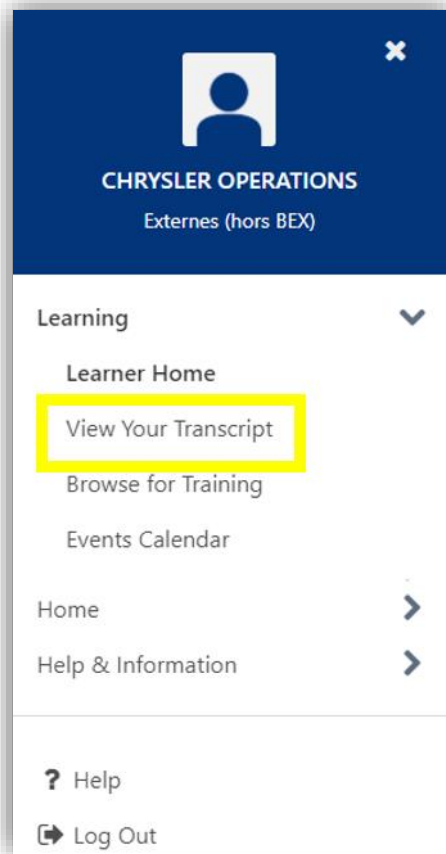 CHRYSLER OPERATIONS
Externes (hors BEX)
Learning
Learner Home
View Your Transcript
Browse for Training
Events Calendar
Home
Help & Information
? Help
Log Out